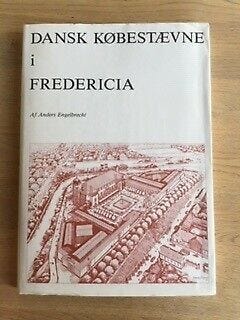 DANSK KØBESTÆVNE
i
FREDERICIA
Af Anders Engelbrecht